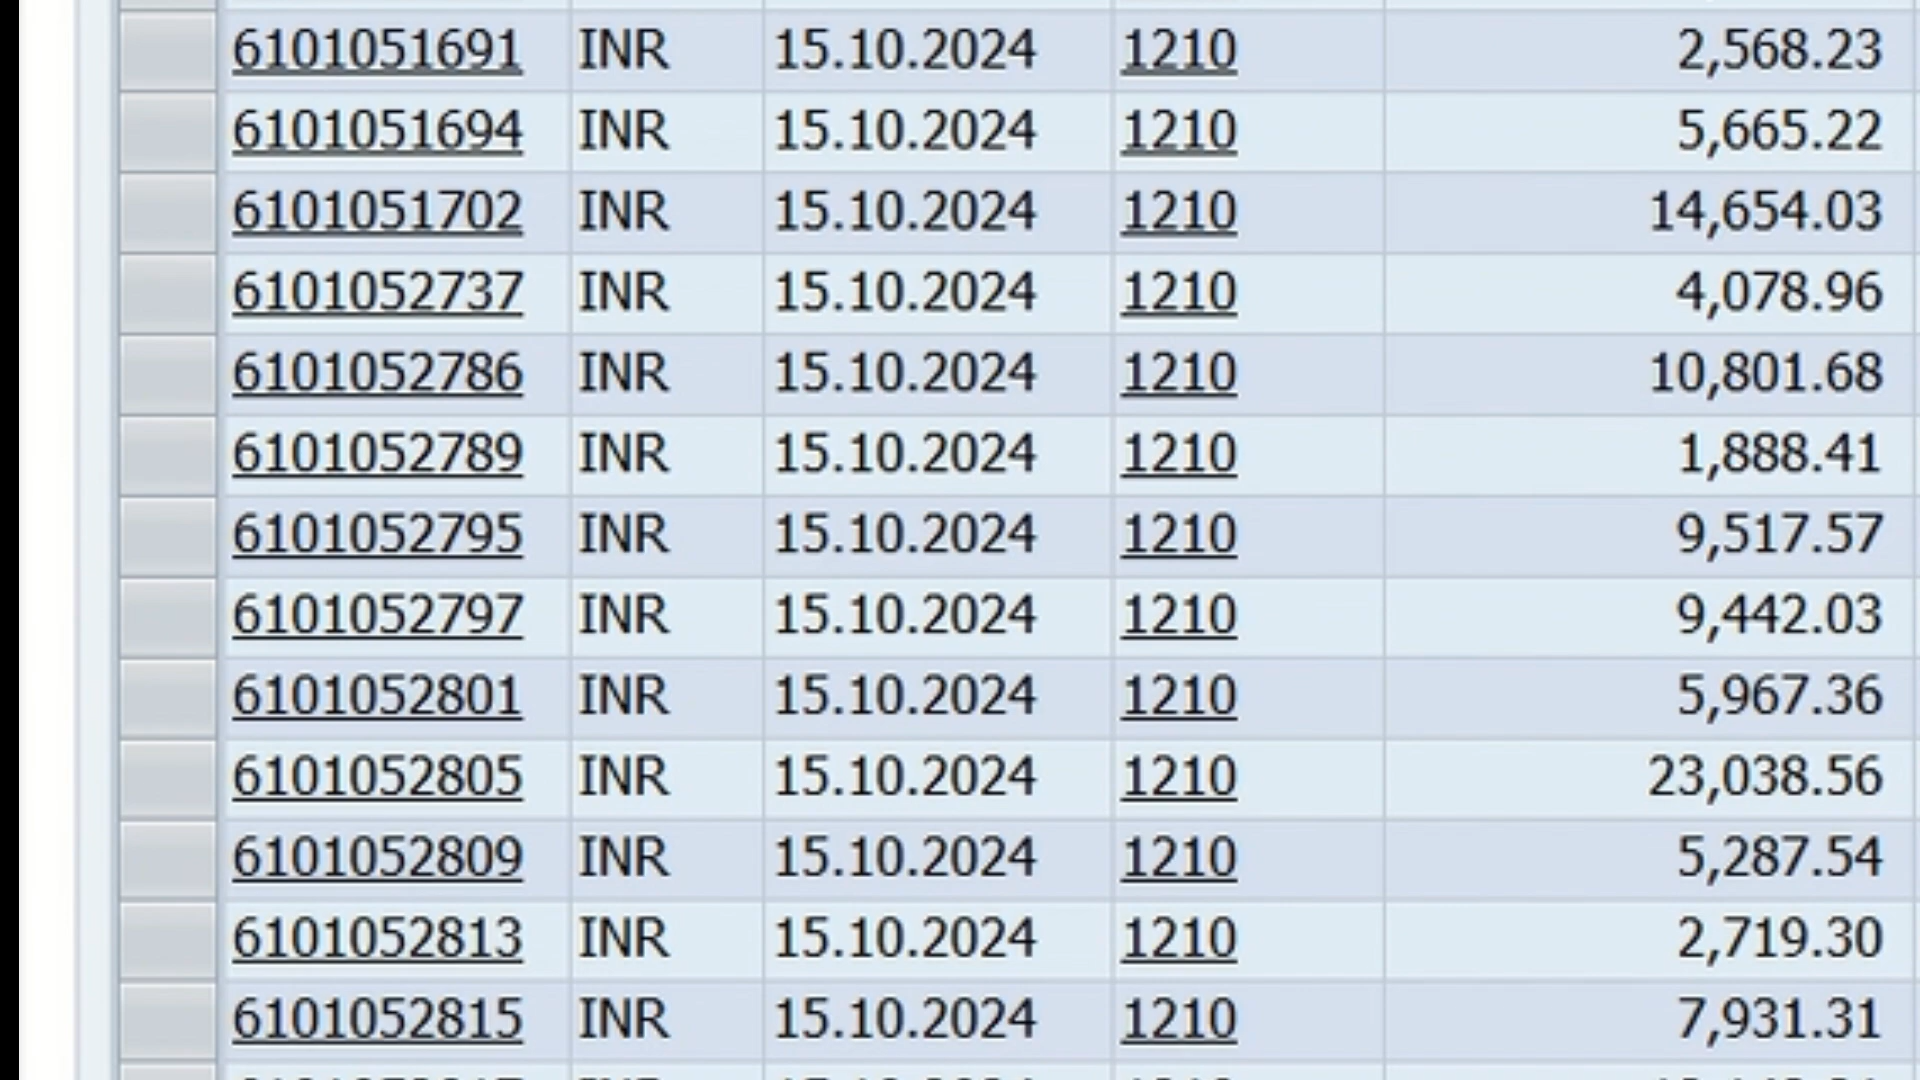 6101051691 INR 15.10.2024 1210 2,568.23
6101051694 INR 15.10.2024 1210 5,665.22
6101051702 INR 15.10.2024 1210 14,654.03
6101052737 INR 15.10.2024 1210 4,078.96
6101052786 INR 15.10.2024 1210 10,801.68
6101052789 INR 15.10.2024 1210 1,888.41
6101052795 INR 15.10.2024 1210 9,517.57
6101052797 INR 15.10.2024 1210 9,442.03
6101052801 INR 15.10.2024 1210 5,967.36
6101052805 INR 15.10.2024 1210 23,038.56
6101052809 INR 15.10.2024 1210 5,287.54
6101052813 INR 15.10.2024 1210 2,719.30
6101052815 INR 15.10.2024 1210 7,931.31